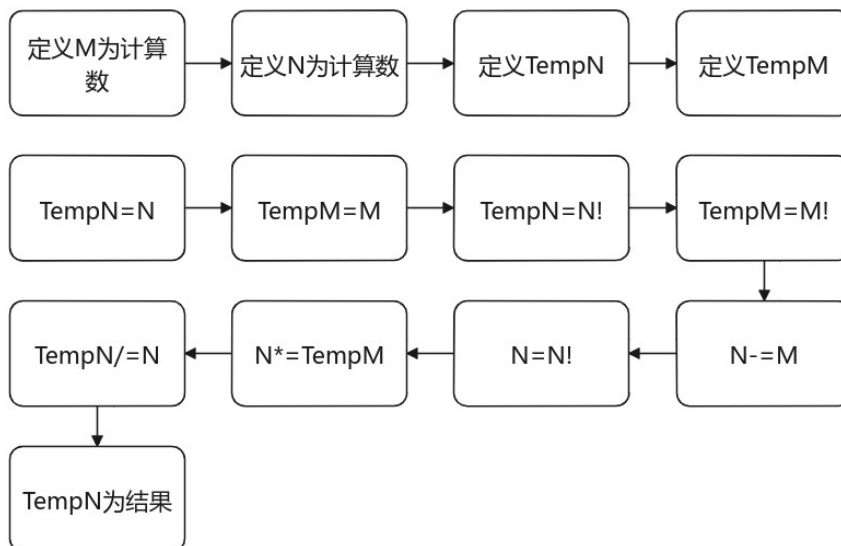 定义M为计算
数
定义N为计算数
定义TempN
定义TempM
TempN=N
TempM=M
TempN=N!
TempM=M!
N-=M
N=N!
N*=TempM
TempN/=N
TempN为结果